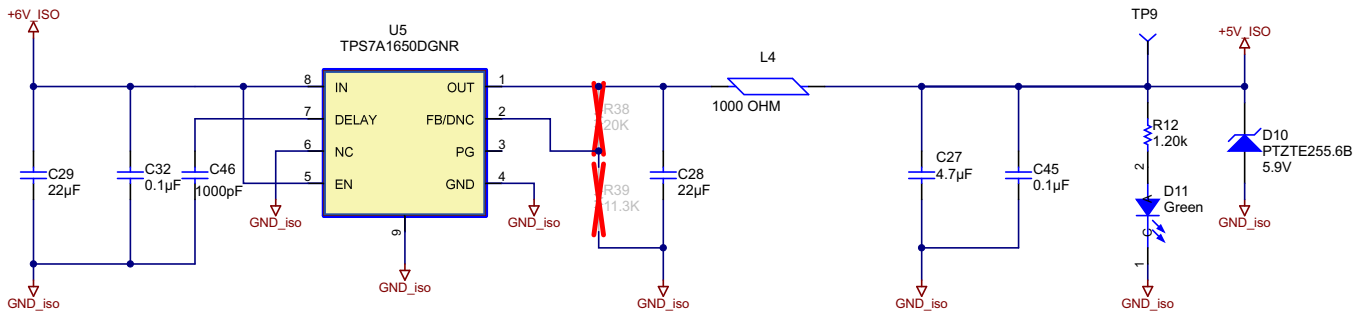 +6V_ISO
U5
TPS7A1650DGNR
8
IN
OUT
1
7
DELAY
FB/DNC
2
6
NC
PG
3
5
EN
GND
4
9
C29
22µF
C32
0.1µF
C46
1000pF
GND_iso
GND_iso
GND_iso
GND_iso
R38
R39
11.3K
C28
22µF
GND_iso
L4
1000 OHM
C27
4.7µF
C45
0.1µF
GND_iso
TP9
R12
1.20k
2
D11
Green
A
C
1
GND_iso
+5V_ISO
D10
PTZTE255.6B
5.9V
GND_iso